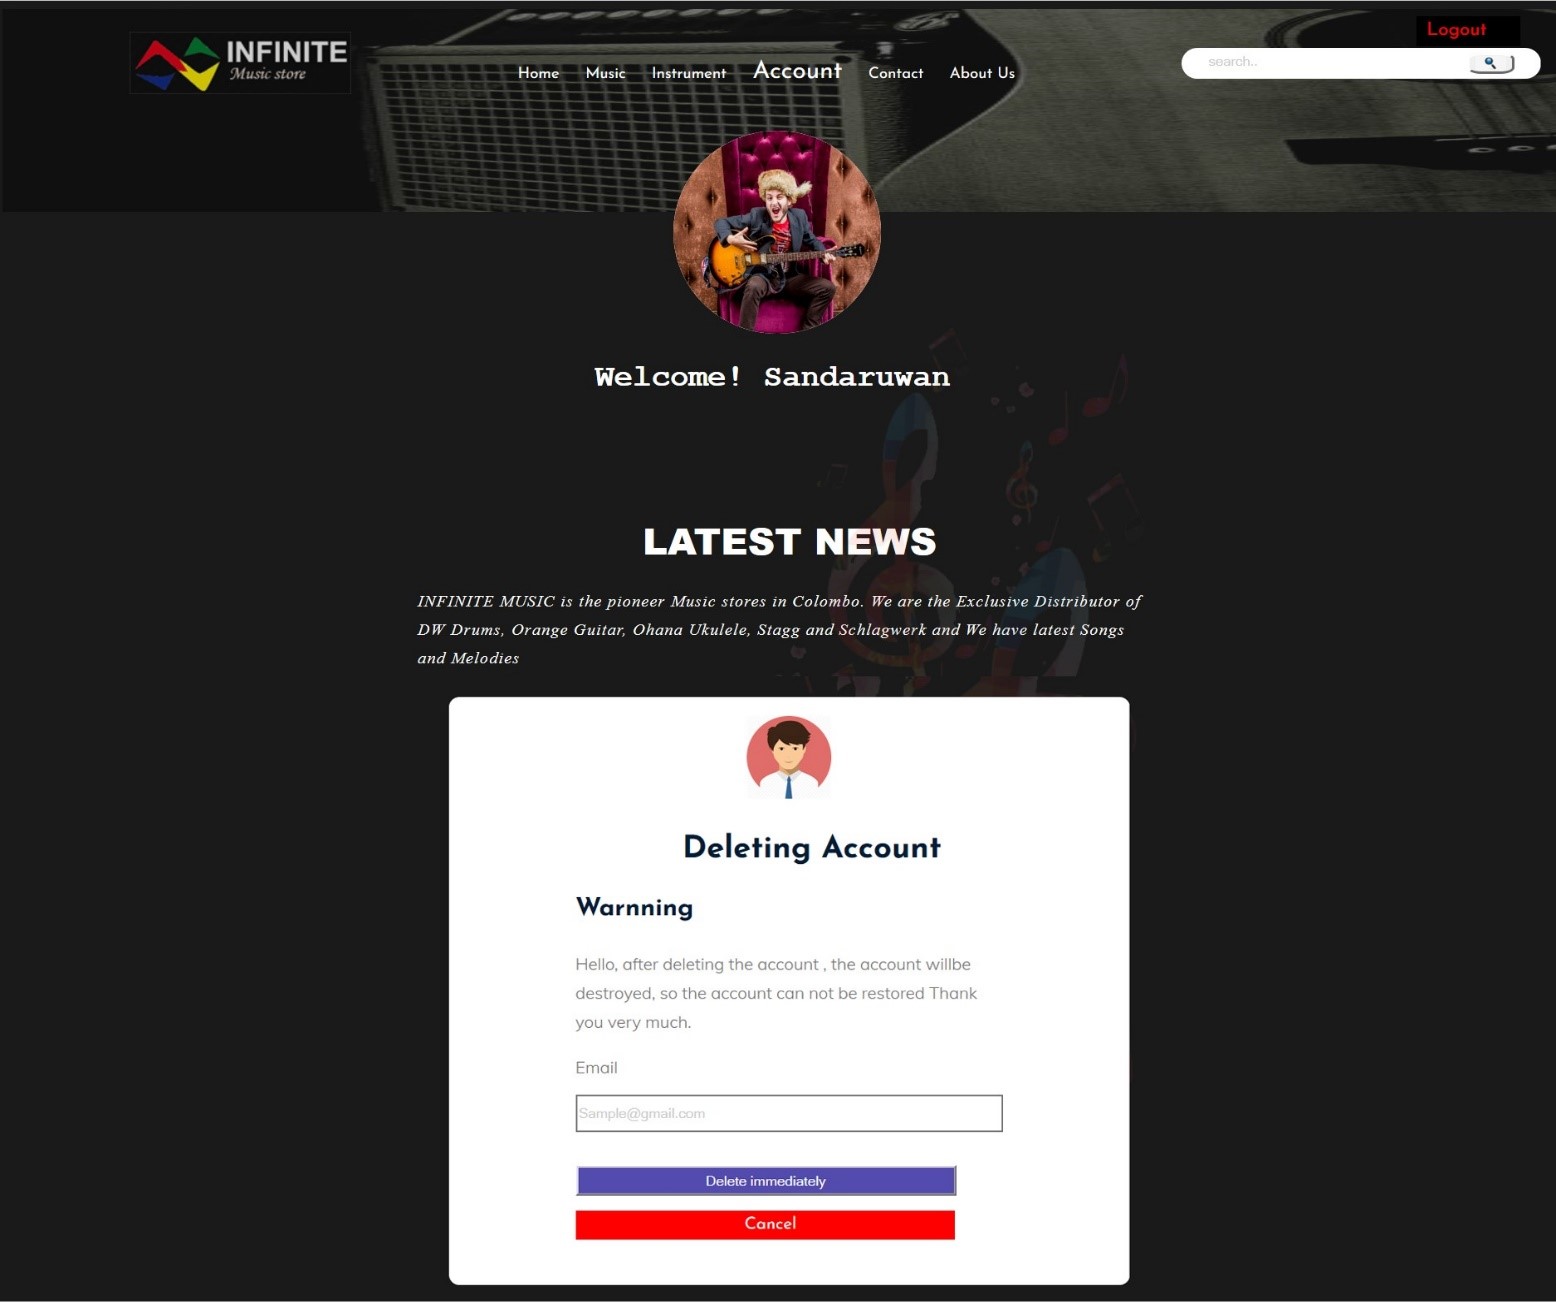 Logout
INFINITE
Music store
Home Music Instrument Account Contact About Us
search..
Welcome! Sandaruwan
LATEST NEWS
INFINITE MUSIC is the pioneer Music stores in Colombo. We are the Exclusive Distributor of
DW Drums, Orange Guitar, Ohana Ukulele, Stagg and Schlagwerk and We have latest Songs
and Melodies
Deleting Account
Warnning
Hello, after deleting the account , the account willbe
destroyed, so the account can not be restored Thank
you very much.
Email
Sample@gmail.com
Delete immediately
Cancel